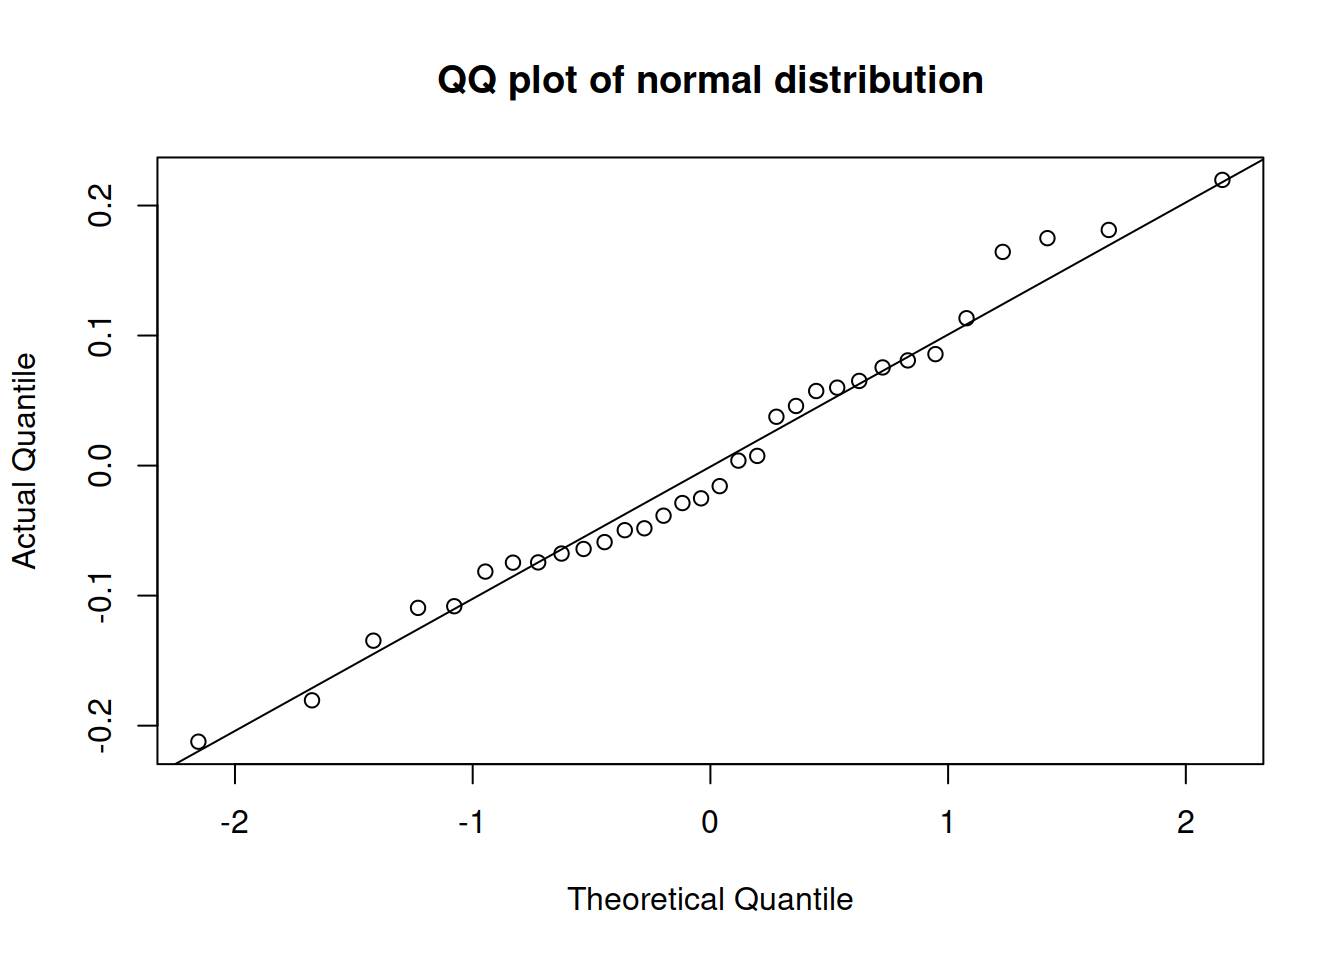 QQ plot of normal distribution
Actual Quantile
0.2
0.1
0.0
-0.1
-0.2
-2 -1 0 1 2
Theoretical Quantile